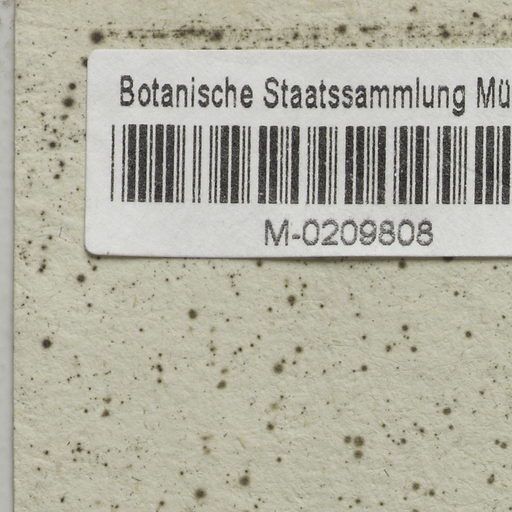 Botanische Staatssammlung Mü
M-0209808